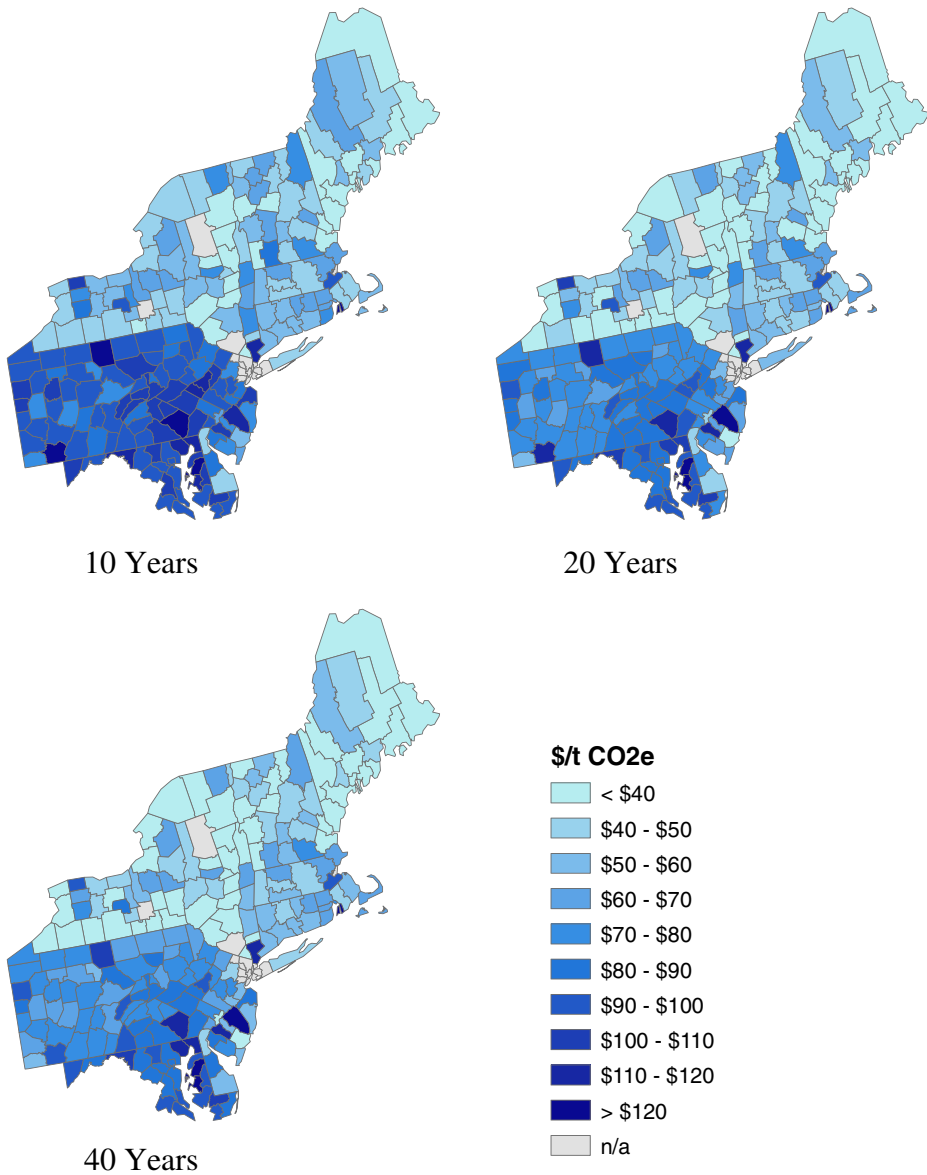 10 Years
20 Years
40 Years
$/t CO2e
< $40
$40 - $50
$50 - $60
$60 - $70
$70 - $80
$80 - $90
$90 - $100
$100 - $110
$110 - $120
> $120
n/a